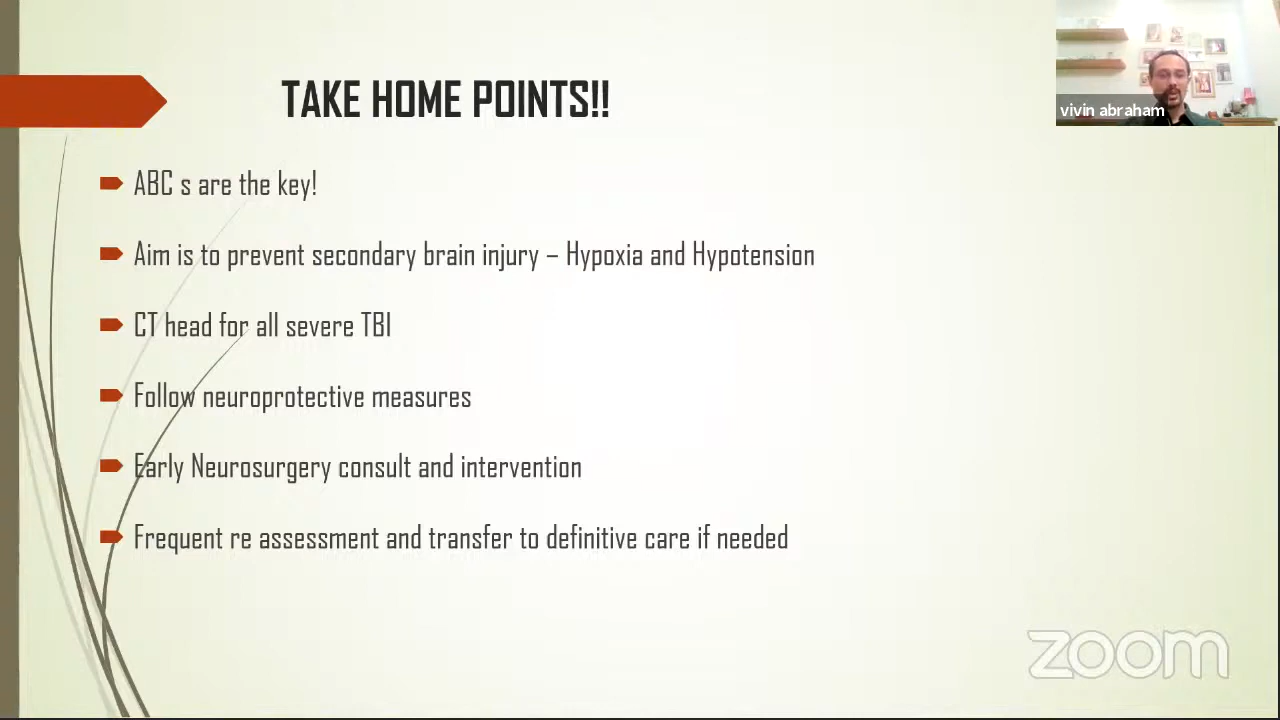 TAKE HOME POINTS!!
vivin abraham
ABC s are the key!
Aim is to prevent secondary brain injury – Hypoxia and Hypotension
CT head for all severe TBI
Follow neuroprotective measures
Early Neurosurgery consult and intervention
Frequent re assessment and transfer to definitive care if needed
zoom